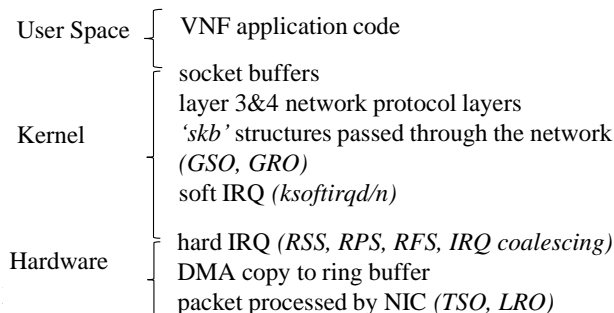 User Space
VNF application code
Kernel
socket buffers
layer 3&4 network protocol layers
‘skb’ structures passed through the network
(GSO, GRO)
soft IRQ (ksoftirqd/n)
Hardware
hard IRQ (RSS, RPS, RFS, IRQ coalescing)
DMA copy to ring buffer
packet processed by NIC (TSO, LRO)